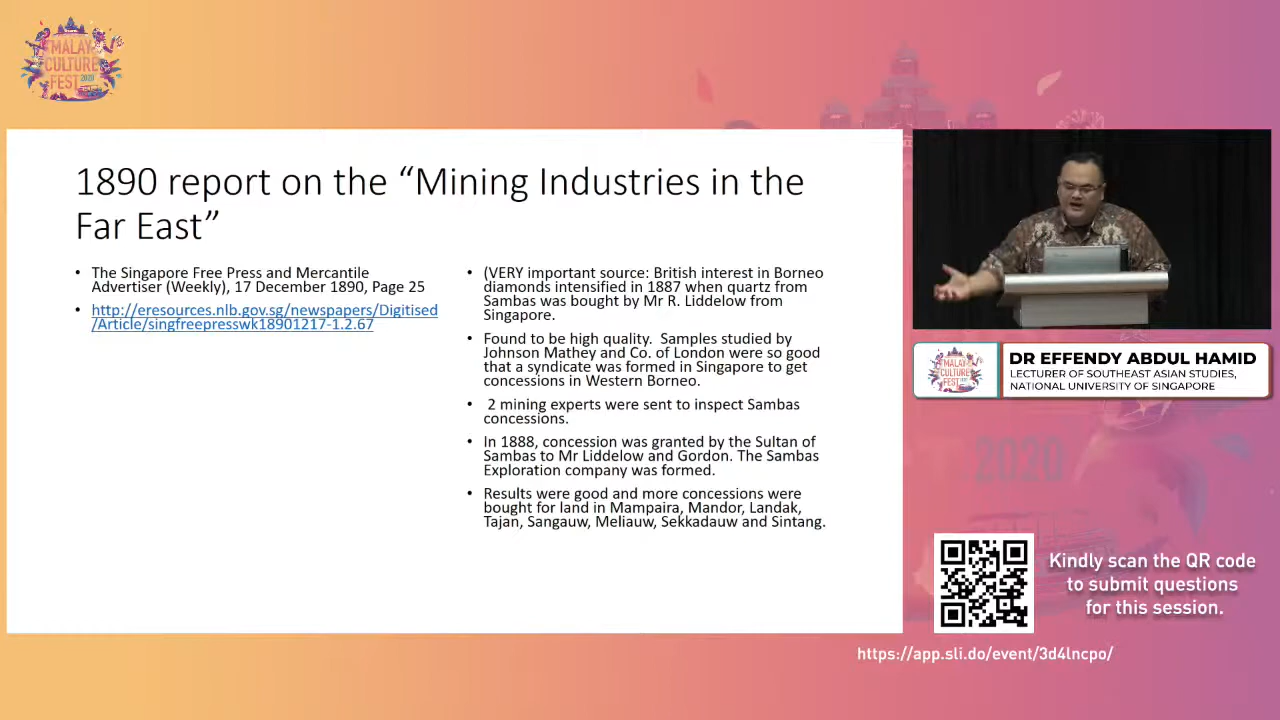 MALAY
CULTURE
FEST 2020
1890 report on the “Mining Industries in the
Far East”
• The Singapore Free Press and Mercantile
Advertiser (Weekly), 17 December 1890, Page 25
• http://eresources.nlb.gov.sg/newspapers/Digitised
/Article/singfreepresswk18901217-1.2.67
• (VERY important source: British interest in Borneo
diamonds intensified in 1887 when quartz from
Sambas was bought by Mr R. Liddelow from
Singapore.
• Found to be high quality. Samples studied by
Johnson Mathey and Co. of London were so good
that a syndicate was formed in Singapore to get
concessions in Western Borneo.
• 2 mining experts were sent to inspect Sambas
concessions.
• In 1888, concession was granted by the Sultan of
Sambas to Mr Liddelow and Gordon. The Sambas
Exploration company was formed.
• Results were good and more concessions were
bought for land in Mampaira, Mandor, Landak,
Tajan, Sangauw, Meliauw, Sekkadauw and Sintang.
MALAY
CULTURE
FEST
DR EFFENDY ABDUL HAMID
LECTURER OF SOUTHEAST ASIAN STUDIES,
NATIONAL UNIVERSITY OF SINGAPORE
2020
Kindly scan the QR code
to submit questions
for this session.
https://app.sli.do/event/3d4lncpo/